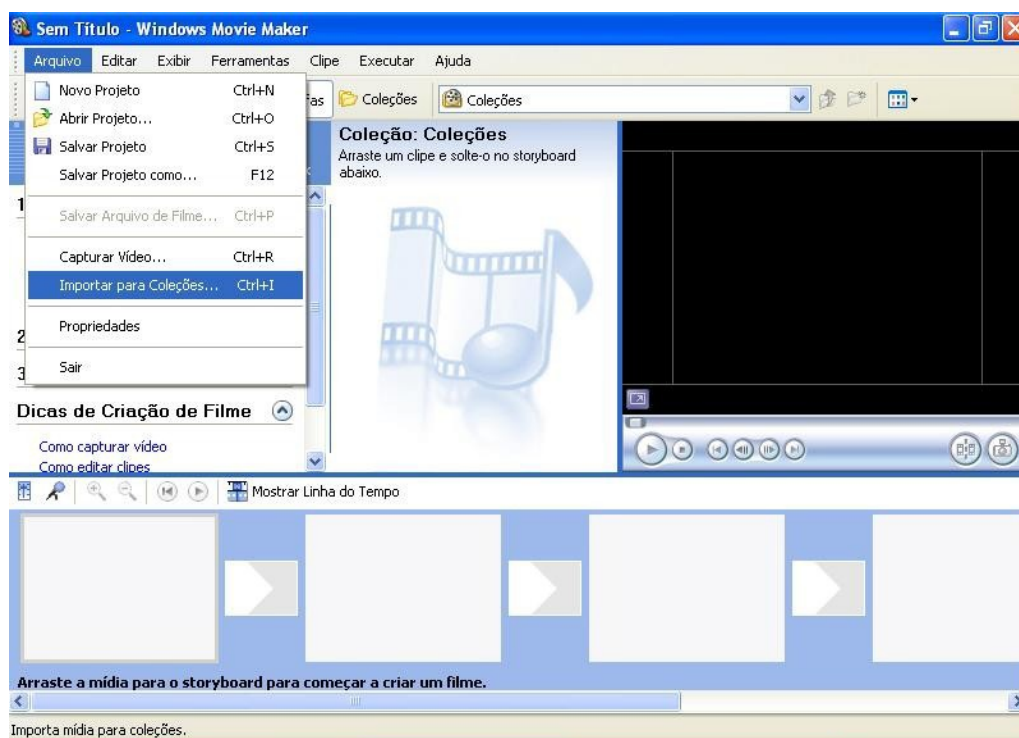 Sem Título - Windows Movie Maker
Arquivo Editar Exibir Ferramentas Clipe Executar Ajuda
Novo Projeto Ctrl+N
Abrir Projeto... Ctrl+O
Salvar Projeto Ctrl+S
Salvar Projeto como... F12
Salvar Arquivo de Filme... Ctrl+P
Capturar Vídeo... Ctrl+R
Importar para Coleções... Ctrl+I
Propriedades
Sair
Coleções
Coleções
Coleção: Coleções
Arraste um clipe e solte-o no storyboard
abaixo.
1
2
3
Dicas de Criação de Filme
Como capturar vídeo
Como editar clipes
Mostrar Linha do Tempo
Arraste a mídia para o storyboard para começar a criar um filme.
Importa mídia para coleções.